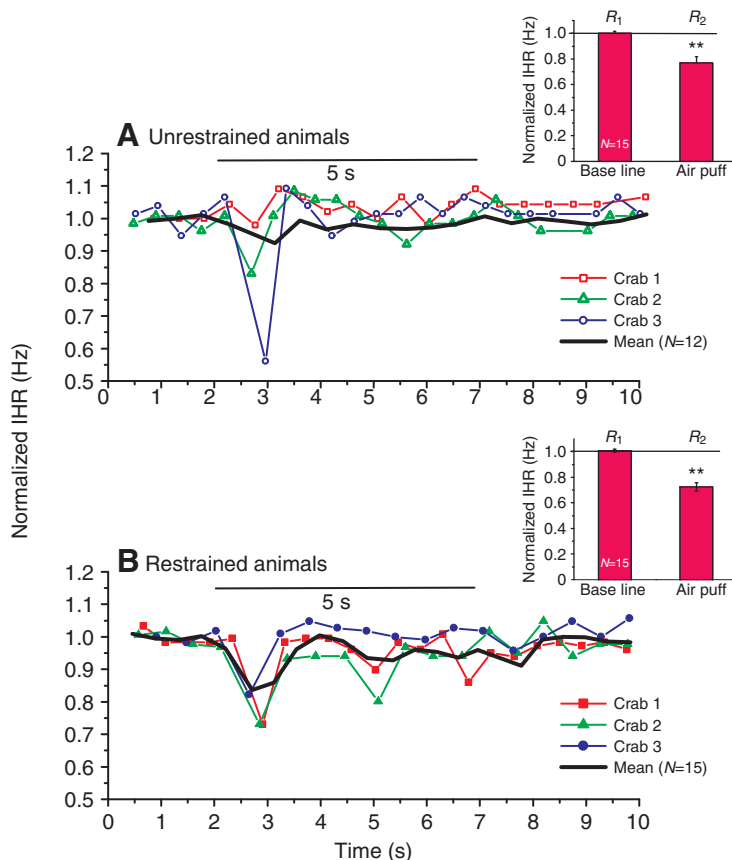 R1 R2
Normalized IHR (Hz)
1.0
0.8
0.6
0.4
0.2
0
**
N=15
Base line Air puff
A Unrestrained animals
5 s
1.2
1.1
1.0
0.9
0.8
0.7
0.6
0.5
Crab 1
Crab 2
Crab 3
Mean (N=12)
0 1 2 3 4 5 6 7 8 9 10
Normalized IHR (Hz)
R1 R2
Normalized IHR (Hz)
1.0
0.8
0.6
0.4
0.2
0
**
N=15
Base line Air puff
B Restrained animals
5 s
1.2
1.1
1.0
0.9
0.8
0.7
0.6
0.5
Crab 1
Crab 2
Crab 3
Mean (N=15)
0 1 2 3 4 5 6 7 8 9 10
Time (s)